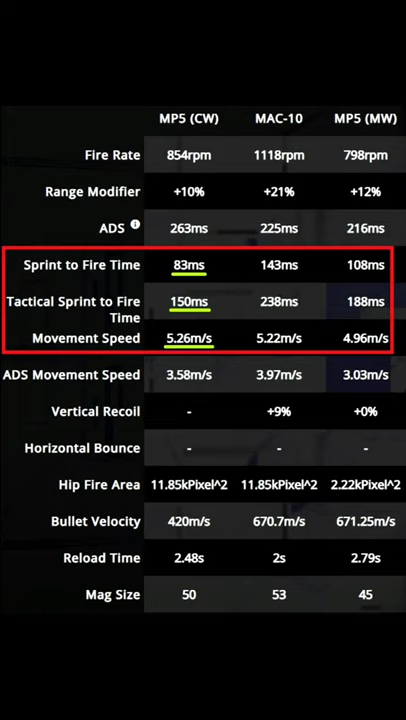 MP5 (CW) MAC-10 MP5 (MW)
Fire Rate 854rpm 1118rpm 798rpm
Range Modifier +10% +21% +12%
ADS i 263ms 225ms 216ms
Sprint to Fire Time 83ms 143ms 108ms
Tactical Sprint to Fire 150ms 238ms 188ms
Time
Movement Speed 5.26m/s 5.22m/s 4.96m/s
ADS Movement Speed 3.58m/s 3.97m/s 3.03m/s
Vertical Recoil - +9% +0%
Horizontal Bounce - - -
Hip Fire Area 11.85kPixel^2 11.85kPixel^2 2.22kPixel^2
Bullet Velocity 420m/s 670.7m/s 671.25m/s
Reload Time 2.48s 2s 2.79s
Mag Size 50 53 45